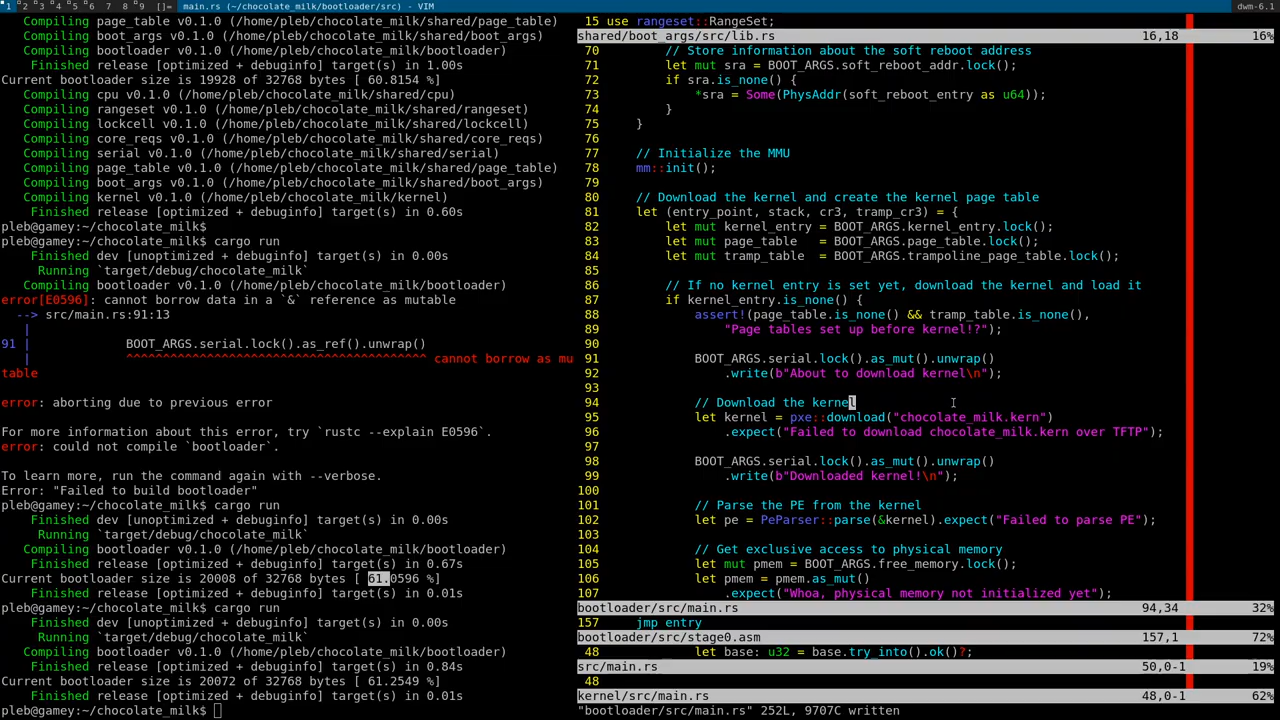 1 2 3 4 5 6 7 8 9 []= main.rs (~/chocolate_milk/bootloader/src) - VIM dwm-6.1
Compiling page_table v0.1.0 (/home/pleb/chocolate_milk/shared/page_table)
Compiling boot_args v0.1.0 (/home/pleb/chocolate_milk/shared/boot_args)
Compiling bootloader v0.1.0 (/home/pleb/chocolate_milk/bootloader)
Finished release [optimized + debuginfo] target(s) in 1.00s
Current bootloader size is 19928 of 32768 bytes [ 60.8154 %]
Compiling cpu v0.1.0 (/home/pleb/chocolate_milk/shared/cpu)
Compiling rangeset v0.1.0 (/home/pleb/chocolate_milk/shared/rangeset)
Compiling lockcell v0.1.0 (/home/pleb/chocolate_milk/shared/lockcell)
Compiling core_reqs v0.1.0 (/home/pleb/chocolate_milk/shared/core_reqs)
Compiling serial v0.1.0 (/home/pleb/chocolate_milk/shared/serial)
Compiling page_table v0.1.0 (/home/pleb/chocolate_milk/shared/page_table)
Compiling boot_args v0.1.0 (/home/pleb/chocolate_milk/shared/boot_args)
Compiling kernel v0.1.0 (/home/pleb/chocolate_milk/kernel)
Finished release [optimized + debuginfo] target(s) in 0.60s
pleb@gamey:~/chocolate_milk$
pleb@gamey:~/chocolate_milk$ cargo run
Finished dev [unoptimized + debuginfo] target(s) in 0.00s
Running `target/debug/chocolate_milk`
Compiling bootloader v0.1.0 (/home/pleb/chocolate_milk/bootloader)
error[E0596]: cannot borrow data in a `&` reference as mutable
--> src/main.rs:91:13
|
91 | BOOT_ARGS.serial.lock().as_ref().unwrap()
| ^^^^^^^^^^^^^^^^^^^^^^^^^^^^^^^^^^^^^^^^^ cannot borrow as mu
table
error: aborting due to previous error
For more information about this error, try `rustc --explain E0596`.
error: could not compile `bootloader`.
To learn more, run the command again with --verbose.
Error: "Failed to build bootloader"
pleb@gamey:~/chocolate_milk$ cargo run
Finished dev [unoptimized + debuginfo] target(s) in 0.00s
Running `target/debug/chocolate_milk`
Compiling bootloader v0.1.0 (/home/pleb/chocolate_milk/bootloader)
Finished release [optimized + debuginfo] target(s) in 0.67s
Current bootloader size is 20008 of 32768 bytes [ 61.0596 %]
Finished release [optimized + debuginfo] target(s) in 0.01s
pleb@gamey:~/chocolate_milk$ cargo run
Finished dev [unoptimized + debuginfo] target(s) in 0.00s
Running `target/debug/chocolate_milk`
Compiling bootloader v0.1.0 (/home/pleb/chocolate_milk/bootloader)
Finished release [optimized + debuginfo] target(s) in 0.84s
Current bootloader size is 20072 of 32768 bytes [ 61.2549 %]
Finished release [optimized + debuginfo] target(s) in 0.01s
pleb@gamey:~/chocolate_milk$
15 use rangeset::RangeSet;
shared/boot_args/src/lib.rs 16,18 16%
70 // Store information about the soft reboot address
71 let mut sra = BOOT_ARGS.soft_reboot_addr.lock();
72 if sra.is_none() {
73 *sra = Some(PhysAddr(soft_reboot_entry as u64));
74 }
75 }
76
77 // Initialize the MMU
78 mm::init();
79
80 // Download the kernel and create the kernel page table
81 let (entry_point, stack, cr3, tramp_cr3) = {
82 let mut kernel_entry = BOOT_ARGS.kernel_entry.lock();
83 let mut page_table = BOOT_ARGS.page_table.lock();
84 let mut tramp_table = BOOT_ARGS.trampoline_page_table.lock();
85
86 // If no kernel entry is set yet, download the kernel and load it
87 if kernel_entry.is_none() {
88 assert!(page_table.is_none() && tramp_table.is_none(),
89 "Page tables set up before kernel!?");
90
91 BOOT_ARGS.serial.lock().as_mut().unwrap()
92 .write(b"About to download kernel\n");
93
94 // Download the kernel
95 let kernel = pxe::download("chocolate_milk.kern")
96 .expect("Failed to download chocolate_milk.kern over TFTP");
97
98 BOOT_ARGS.serial.lock().as_mut().unwrap()
99 .write(b"Downloaded kernel!\n");
100
101 // Parse the PE from the kernel
102 let pe = PeParser::parse(&kernel).expect("Failed to parse PE");
103
104 // Get exclusive access to physical memory
105 let mut pmem = BOOT_ARGS.free_memory.lock();
106 let pmem = pmem.as_mut()
107 .expect("Whoa, physical memory not initialized yet");
bootloader/src/main.rs 94,34 32%
157 jmp entry
bootloader/src/stage0.asm 157,1 72%
48 let base: u32 = base.try_into().ok()?;
src/main.rs 50,0-1 19%
48
kernel/src/main.rs 48,0-1 62%
"bootloader/src/main.rs" 252L, 9707C written